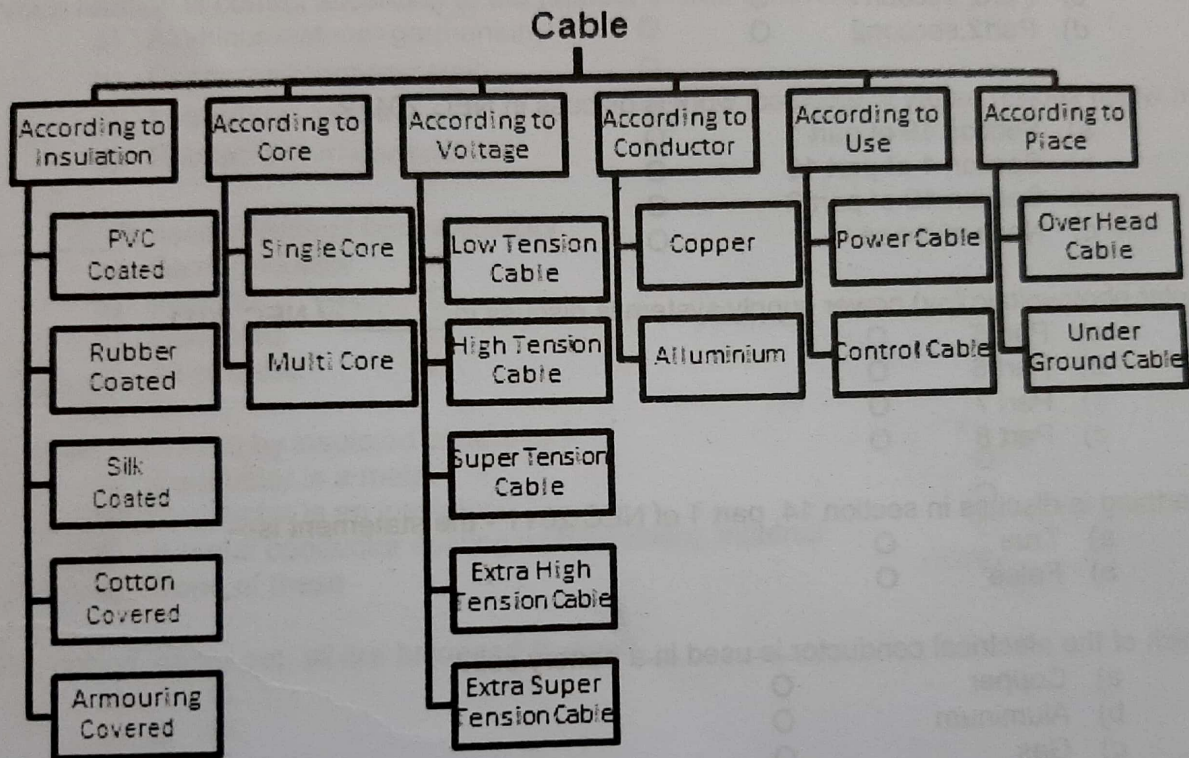 Cable
According to
Insulation
According to
Core
According to
Voltage
According to
Conductor
According to
Use
According to
Place
PVC
Coated
Rubber
Coated
Silk
Coated
Cotton
Covered
Armouring
Covered
Single Core
Multi Core
Low Tension
Cable
High Tension
Cable
Super Tension
Cable
Extra High
Tension Cable
Extra Super
Tension Cable
Copper
Alluminium
Power Cable
Control Cable
Over Head
Cable
Under
Ground Cable